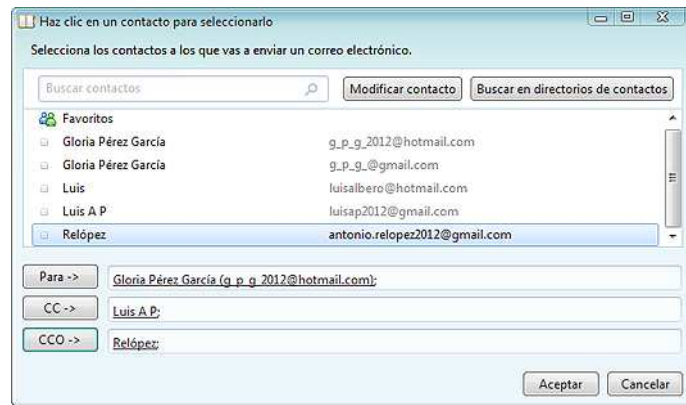 Haz clic en un contacto para seleccionarlo
Selecciona los contactos a los que vas a enviar un correo electrónico.
Buscar contactos Modificar contacto Buscar en directorios de contactos
Favoritos
Gloria Pérez García g_p_g_2012@hotmail.com
Gloria Pérez García g_p_g_@gmail.com
Luis luisalbero@hotmail.com
Luis A P luisap2012@gmail.com
Relópez antonio.relopez2012@gmail.com
Para -> Gloria Pérez García (g_p_g_2012@hotmail.com);
CC -> Luis A P;
CCO -> Relópez;
Aceptar Cancelar